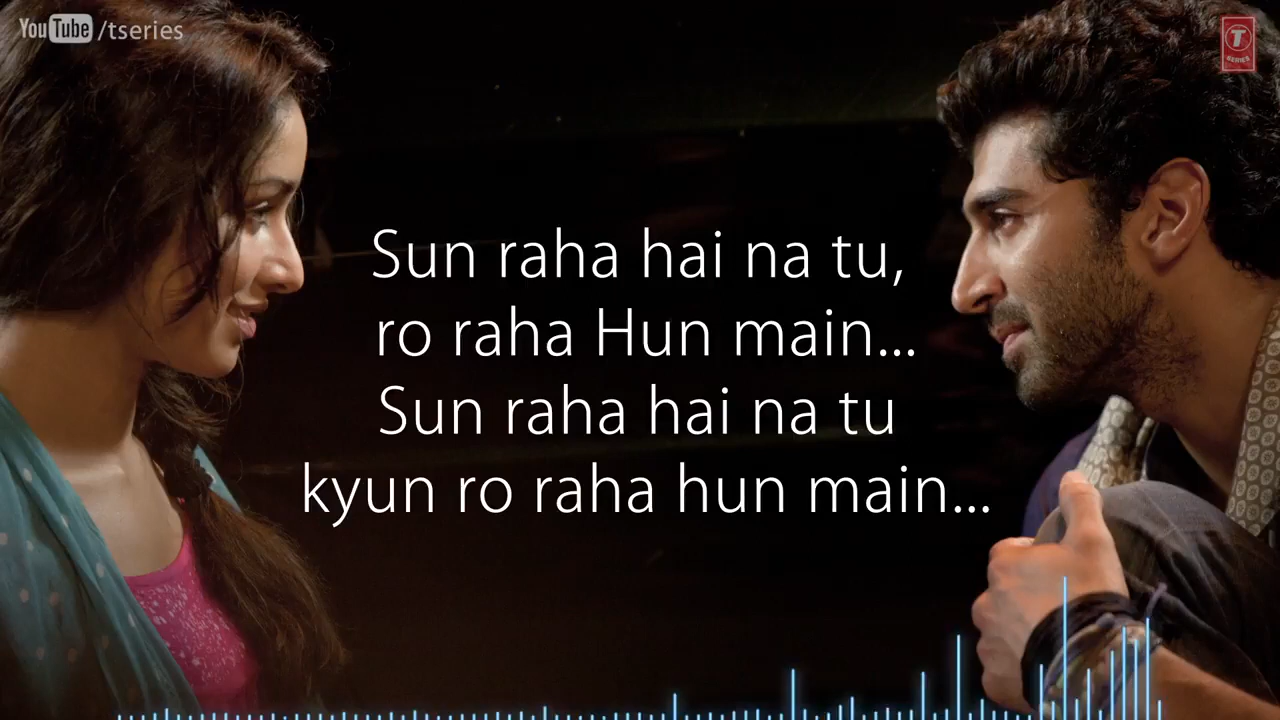 YouTube /tseries
T
SERIES
Sun raha hai na tu,
ro raha Hun main...
Sun raha hai na tu
kyun ro raha hun main...